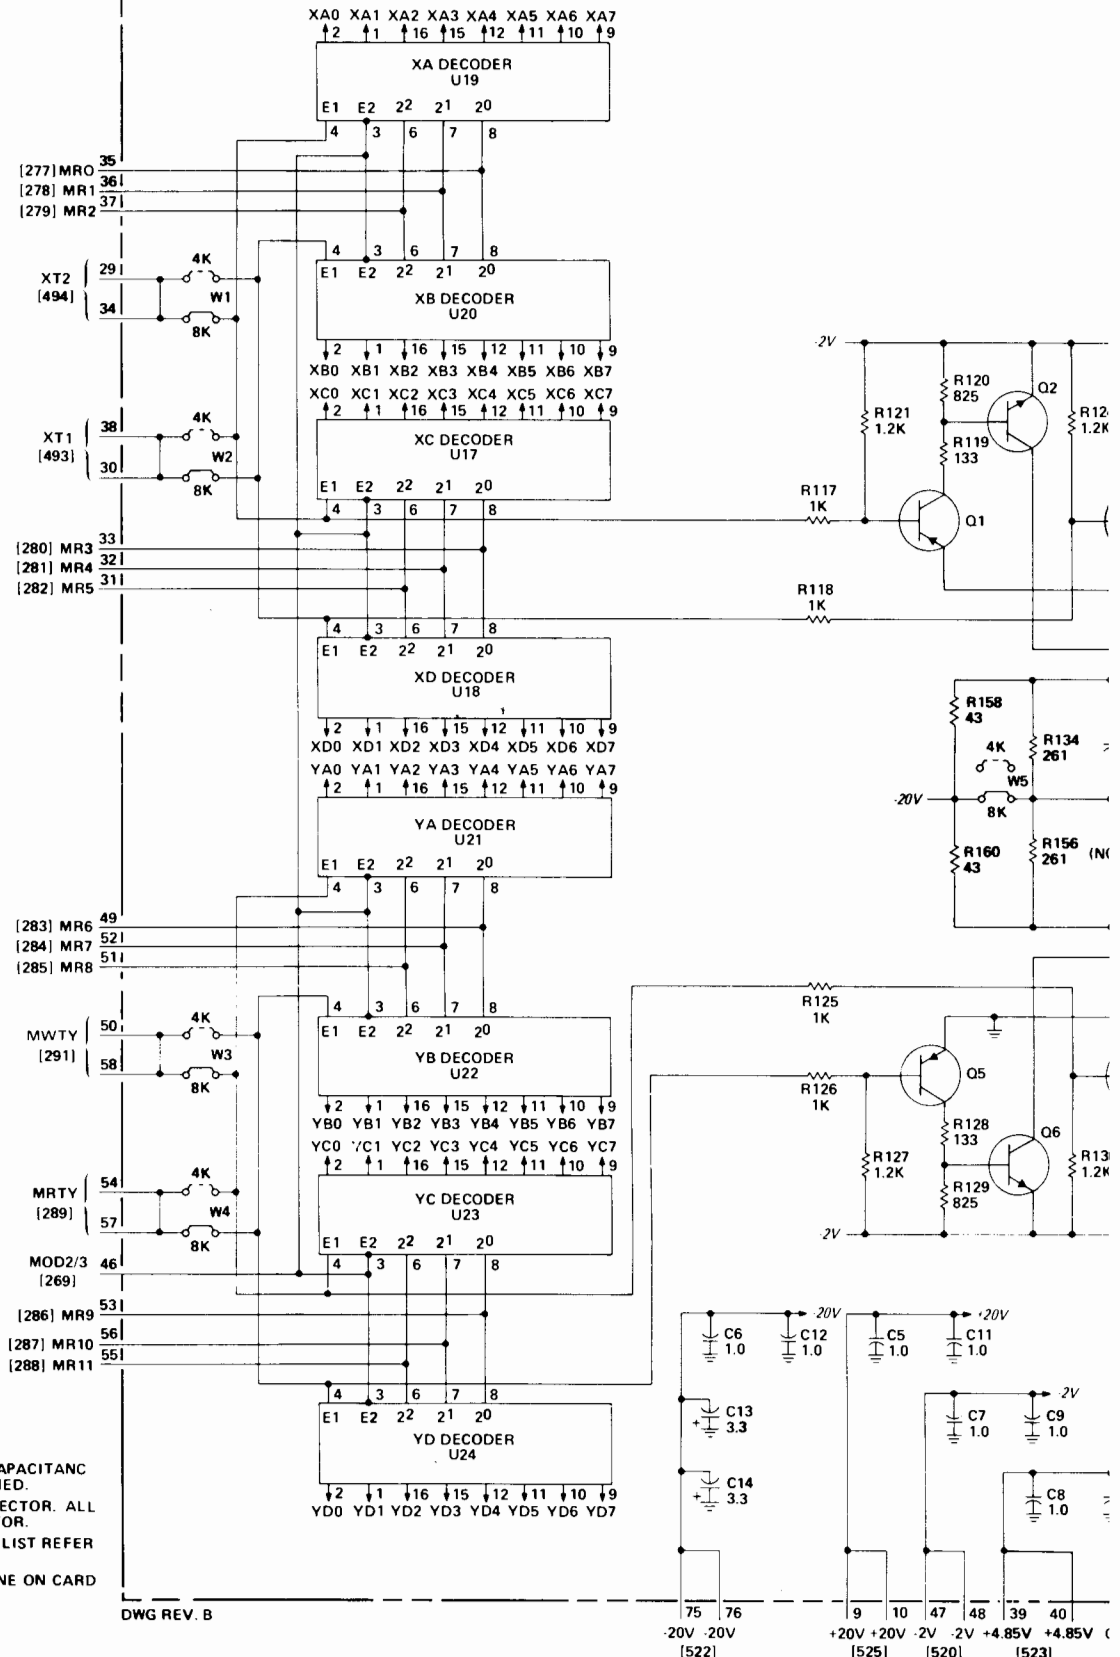 XA0 XA1 XA2 XA3 XA4 XA5 XA6 XA7
2 1 16 15 12 11 10 9
XA DECODER
U19
E1 E2 2² 2¹ 2⁰
4 3 6 7 8
[277] MR0 35
[278] MR1 36
[279] MR2 37
4 3 6 7 8
E1 E2 2² 2¹ 2⁰
XB DECODER
U20
XT2 29
[494] 34
4K
W1
8K
2 1 16 15 12 11 10 9
XB0 XB1 XB2 XB3 XB4 XB5 XB6 XB7
XC0 XC1 XC2 XC3 XC4 XC5 XC6 XC7
2 1 16 15 12 11 10 9
XC DECODER
U17
E1 E2 2² 2¹ 2⁰
4 3 6 7 8
XT1 38
[493] 30
4K
W2
8K
[280] MR3 33
[281] MR4 32
[282] MR5 31
4 3 6 7 8
E1 E2 2² 2¹ 2⁰
XD DECODER
U18
2 1 16 15 12 11 10 9
XD0 XD1 XD2 XD3 XD4 XD5 XD6 XD7
YA0 YA1 YA2 YA3 YA4 YA5 YA6 YA7
2 1 16 15 12 11 10 9
YA DECODER
U21
E1 E2 2² 2¹ 2⁰
4 3 6 7 8
[283] MR6 49
[284] MR7 52
[285] MR8 51
4 3 6 7 8
E1 E2 2² 2¹ 2⁰
YB DECODER
U22
MWTY 50
[291] 58
4K
W3
8K
2 1 16 15 12 11 10 9
YB0 YB1 YB2 YB3 YB4 YB5 YB6 YB7
YC0 YC1 YC2 YC3 YC4 YC5 YC6 YC7
2 1 16 15 12 11 10 9
YC DECODER
U23
E1 E2 2² 2¹ 2⁰
4 3 6 7 8
MRTY 54
[289] 57
4K
W4
8K
MOD2/3 46
[269]
[286] MR9 53
[287] MR10 56
[288] MR11 55
4 3 6 7 8
E1 E2 2² 2¹ 2⁰
YD DECODER
U24
2 1 16 15 12 11 10 9
YD0 YD1 YD2 YD3 YD4 YD5 YD6 YD7
-2V
R121
1.2K
R120
825
R119
133
Q2
R117
1K
Q1
1.2K
R118
1K
R158
43
4K
W5
8K
R134
261
-20V
R160
43
R156
261
R125
1K
R126
1K
Q5
R128
133
Q6
R127
1.2K
R129
825
1.2K
-2V
-20V
C6
1.0
C12
1.0
+20V
C5
1.0
C11
1.0
C13
+ 3.3
-2V
C7
1.0
C9
1.0
C14
+ 3.3
C8
1.0
APACITANC
ED.
ECTOR. ALL
OR.
LIST REFER
NE ON CARD
DWG REV. B
75 76 9 10 47 48 39 40
-20V -20V +20V +20V -2V -2V +4.85V +4.85V
[522] [525] [520] [523]